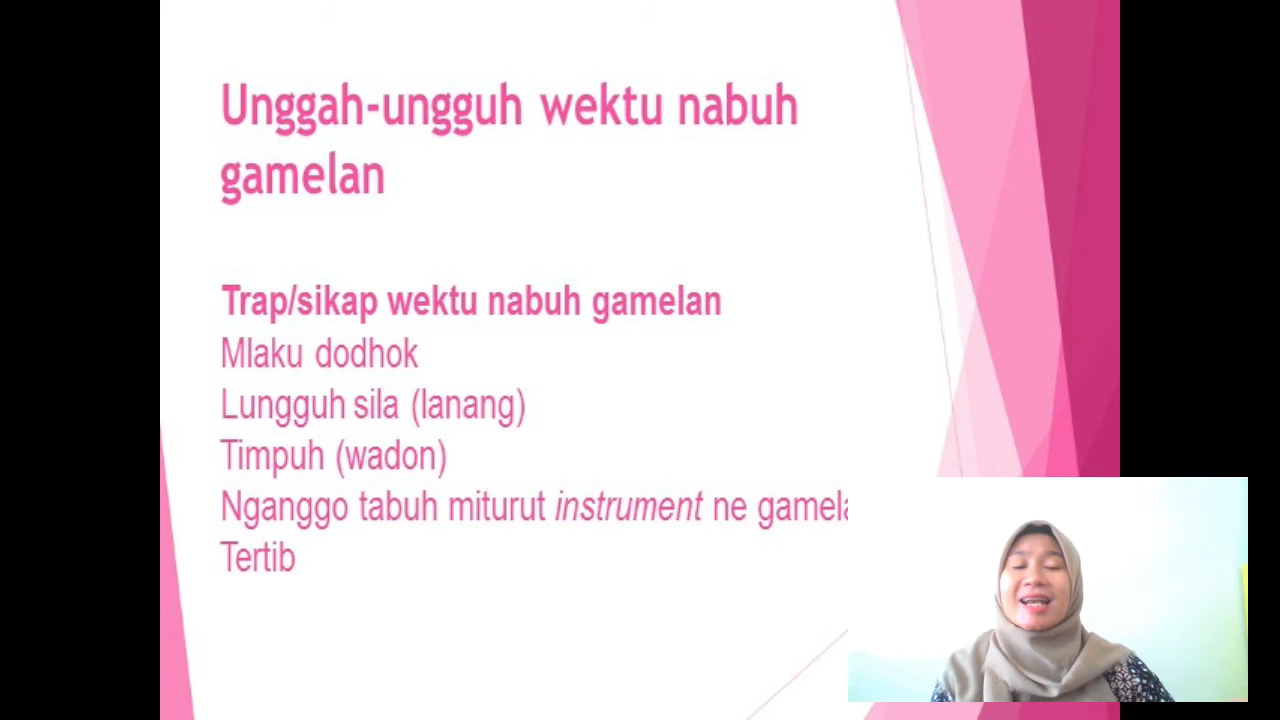 Unggah-ungguh wektu nabuh
gamelan
Trap/sikap wektu nabuh gamelan
Mlaku dodhok
Lungguh sila (lanang)
Timpuh (wadon)
Nganggo tabuh miturut instrument ne
Tertib